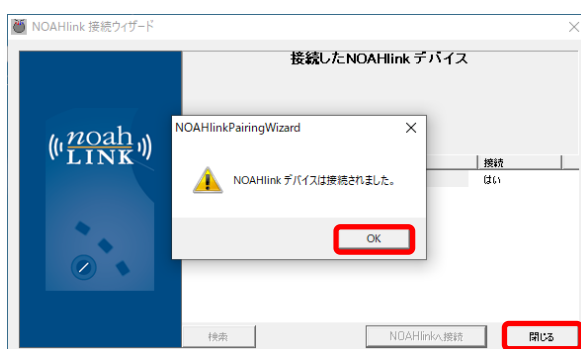 NOAHlink 接続ウィザード
接続したNOAHlink デバイス
noah
LINK
NOAHlinkPairingWizard
接続
はい
NOAHlink デバイスは接続されました。
OK
検索
NOAHlinkへ接続
閉じる